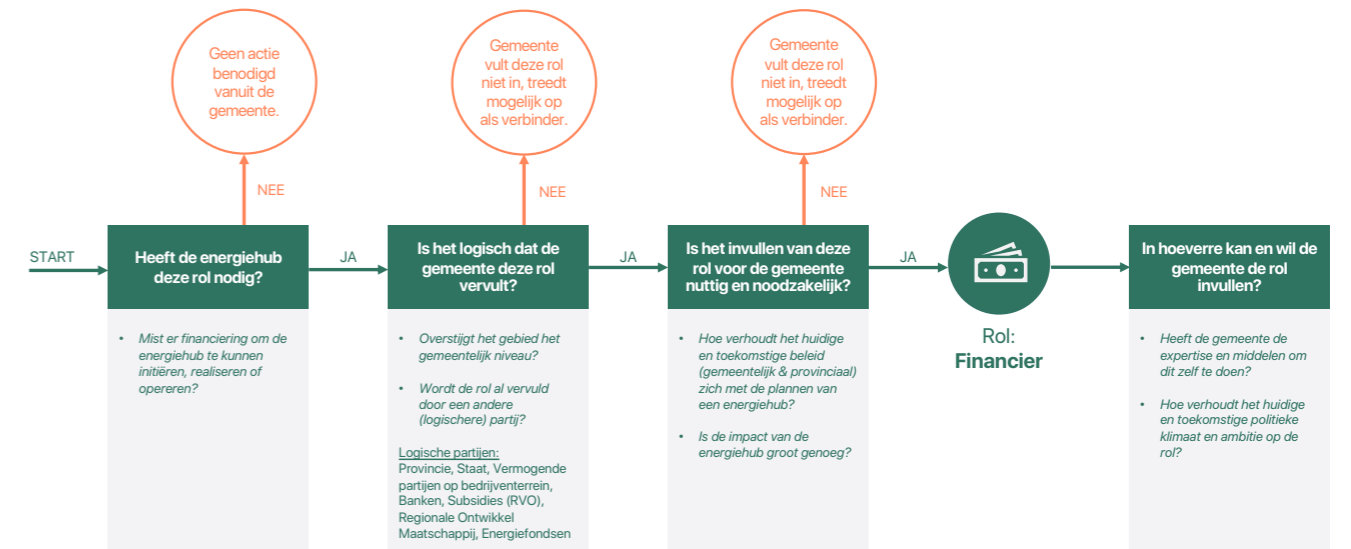 Geen actie
benodigd
vanuit de
gemeente.
Gemeente
vult deze rol
niet in, treedt
mogelijk op
als verbinder.
Gemeente
vult deze rol
niet in, treedt
mogelijk op
als verbinder.
NEE
NEE
NEE
START
Heeft de energiehub
deze rol nodig?
JA
Is het logisch dat de
gemeente deze rol
vervult?
JA
Is het invullen van deze
rol voor de gemeente
nuttig en noodzakelijk?
JA
In hoeverre kan en wil de
gemeente de rol
invullen?
• Mist er financiering om de
energiehub te kunnen
initiëren, realiseren of
opereren?
• Overstijgt het gebied het
gemeentelijk niveau?
• Wordt de rol al vervuld
door een andere
(logischere) partij?
Logische partijen:
Provincie, Staat, Vermogende
partijen op bedrijventerrein,
Banken, Subsidies (RVO),
Regionale Ontwikkel
Maatschappij, Energiefondsen
• Hoe verhoudt het huidige
en toekomstige beleid
(gemeentelijk & provinciaal)
zich met de plannen van
een energiehub?
• Is de impact van de
energiehub groot genoeg?
Rol:
Financier
• Heeft de gemeente de
expertise en middelen om
dit zelf te doen?
• Hoe verhoudt het huidige
en toekomstige politieke
klimaat en ambitie op de
rol?